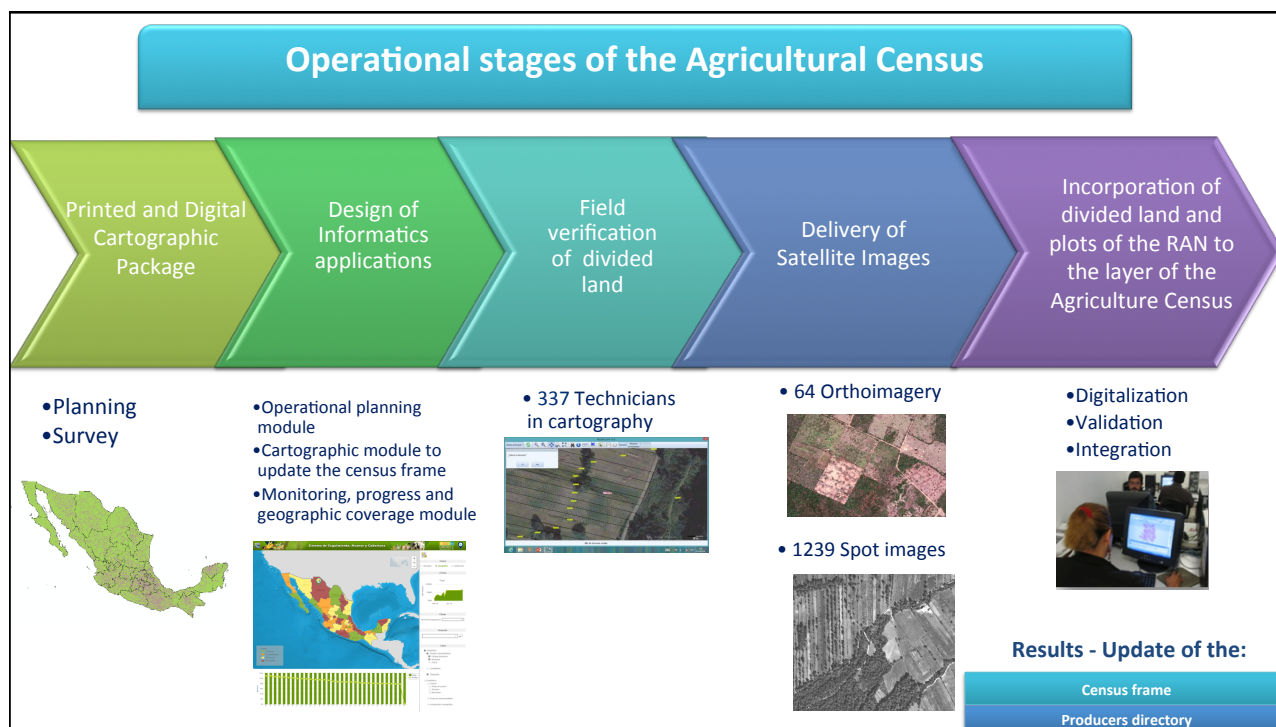 Operational stages of the Agricultural Census
Printed and Digital
Cartographic
Package
Design of
Informatics
applications
Field
verification
of divided
land
Delivery of
Satellite Images
Incorporation of
divided land and
plots of the RAN to
the layer of the
Agriculture Census
•Planning
•Survey
•Operational planning
module
•Cartographic module to
update the census frame
•Monitoring, progress and
geographic coverage module
• 337 Technicians
in cartography
• 64 Orthoimagery
• 1239 Spot images
•Digitalization
•Validation
•Integration
Results - Update of the:
Census frame
Producers directory